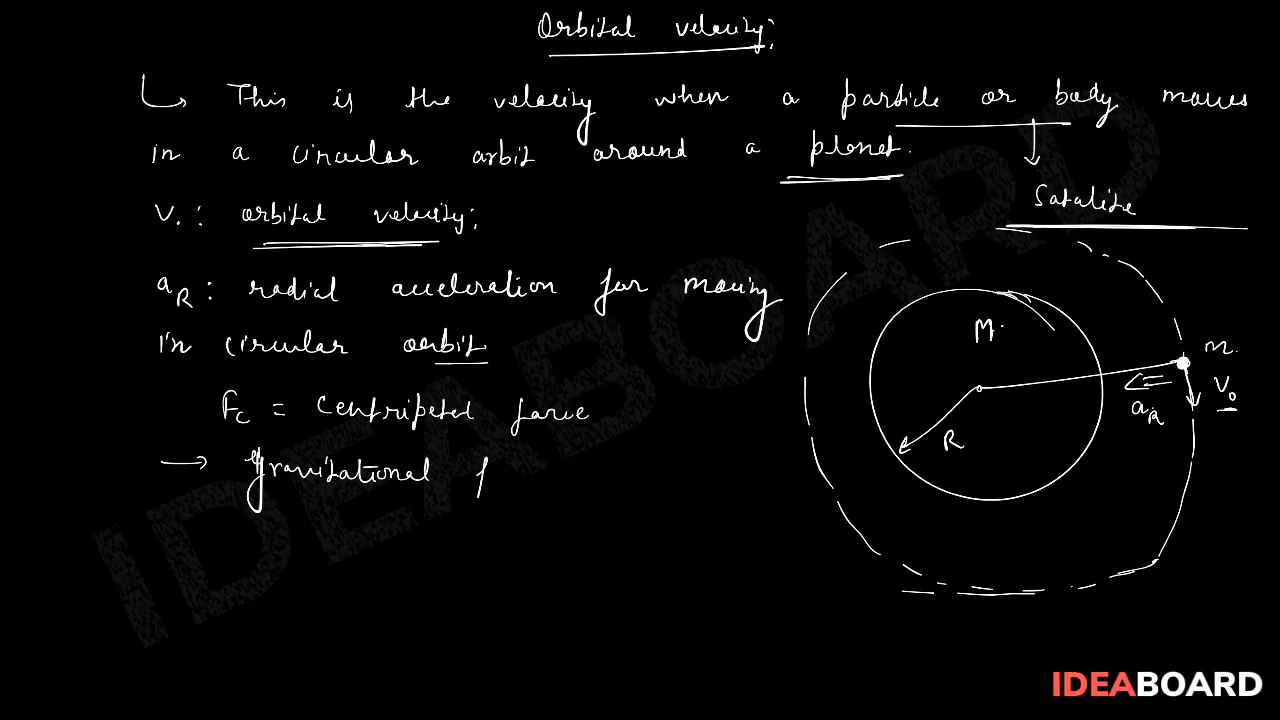 Orbital velocity:
↳ This is the velocity when a particle or body moves
in a circular orbit around a planet.
Satalite
V. : orbital velocity:
aR : radial acceleration for moving
in circular orbit
M.
m.
V0
aR
R
Fc = centripetal force
→ gravitational f
IDEABOARD
IDEABOARD